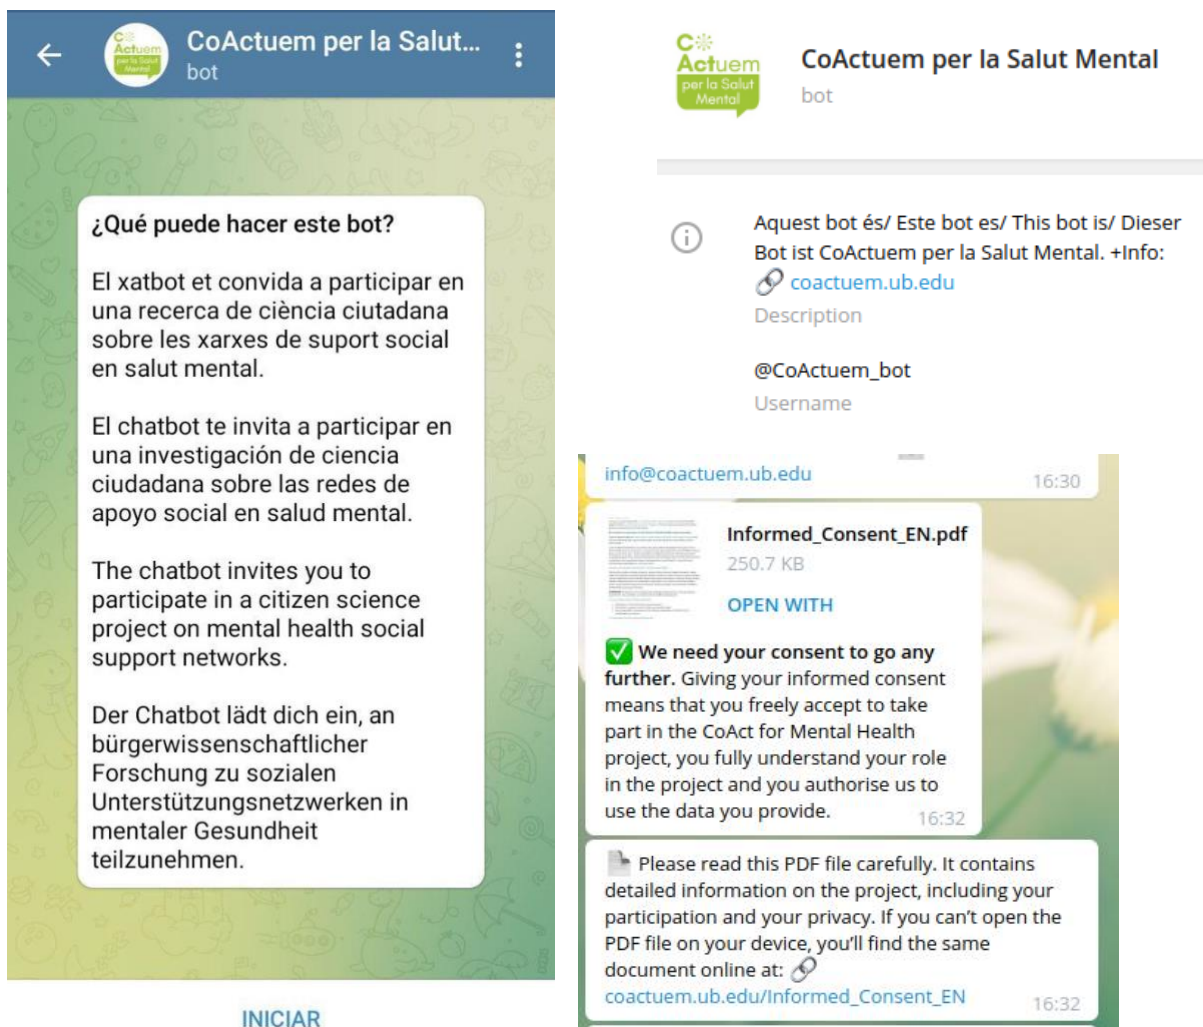 CoActuem per la Salut...
bot
¿Qué puede hacer este bot?
El xatbot et convida a participar en
una recerca de ciència ciutadana
sobre les xarxes de suport social
en salut mental.
El chatbot te invita a participar en
una investigación de ciencia
ciudadana sobre las redes de
apoyo social en salud mental.
The chatbot invites you to
participate in a citizen science
project on mental health social
support networks.
Der Chatbot lädt dich ein, an
bürgerwissenschaftlicher
Forschung zu sozialen
Unterstützungsnetzwerken in
mentaler Gesundheit
teilzunehmen.
INICIAR
Co
Actuem
per la Salut
Mental
CoActuem per la Salut Mental
bot
Aquest bot és/ Este bot es/ This bot is/ Dieser
Bot ist CoActuem per la Salut Mental. +Info:
coactuem.ub.edu
Description
@CoActuem_bot
Username
info@coactuem.ub.edu
16:30
Informed_Consent_EN.pdf
250.7 KB
OPEN WITH
We need your consent to go any
further. Giving your informed consent
means that you freely accept to take
part in the CoAct for Mental Health
project, you fully understand your role
in the project and you authorise us to
use the data you provide.
16:32
Please read this PDF file carefully. It contains
detailed information on the project, including your
participation and your privacy. If you can't open the
PDF file on your device, you'll find the same
document online at:
coactuem.ub.edu/Informed_Consent_EN
16:32